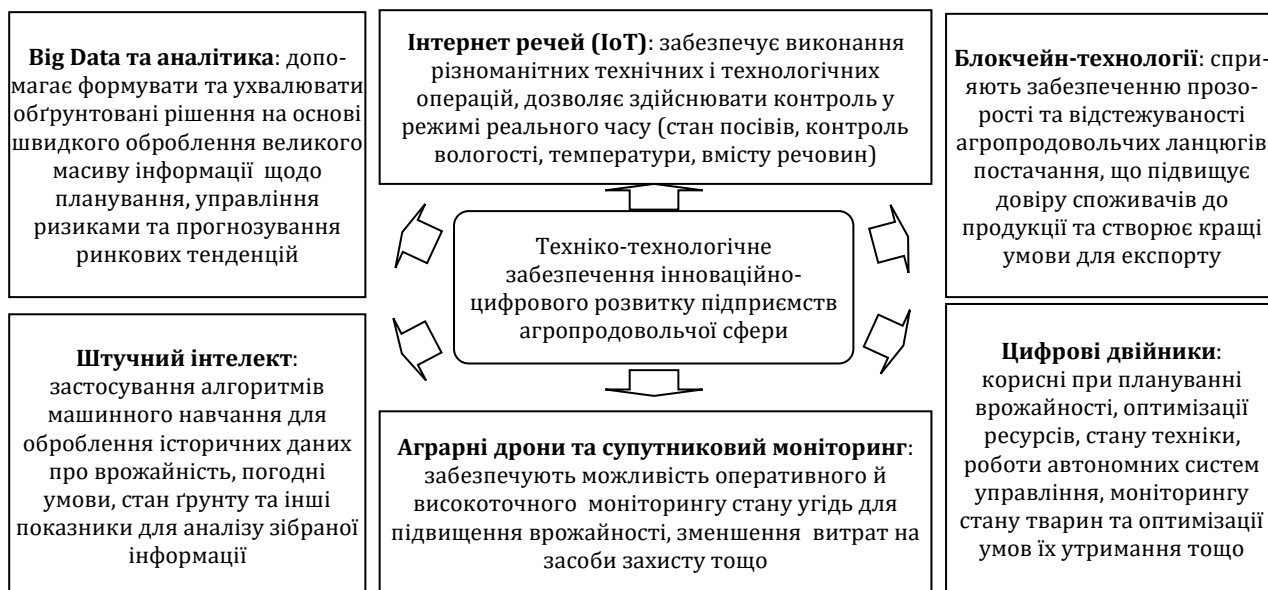 Big Data та аналітика: допо-
магає формувати та ухвалювати
обґрунтовані рішення на основі
швидкого оброблення великого
масиву інформації щодо
планування, управління
ризиками та прогнозування
ринкових тенденцій
Інтернет речей (IoT): забезпечує виконання
різноманітних технічних і технологічних
операцій, дозволяє здійснювати контроль у
режимі реального часу (стан посівів, контроль
вологості, температури, вмісту речовин)
Блокчейн-технології: спри-
яють забезпеченню прозо-
рості та відстежуваності
агропродовольчих ланцюгів
постачання, що підвищує
довіру споживачів до
продукції та створює кращі
умови для експорту
Техніко-технологічне
забезпечення інноваційно-
цифрового розвитку підприємств
агропродовольчої сфери
Штучний інтелект:
застосування алгоритмів
машинного навчання для
оброблення історичних даних
про врожайність, погодні
умови, стан ґрунту та інші
показники для аналізу зібраної
інформації
Аграрні дрони та супутниковий моніторинг:
забезпечують можливість оперативного й
високоточного моніторингу стану угідь для
підвищення врожайності, зменшення витрат на
засоби захисту тощо
Цифрові двійники:
корисні при плануванні
врожайності, оптимізації
ресурсів, стану техніки,
роботи автономних систем
управління, моніторингу
стану тварин та оптимізації
умов їх утримання тощо